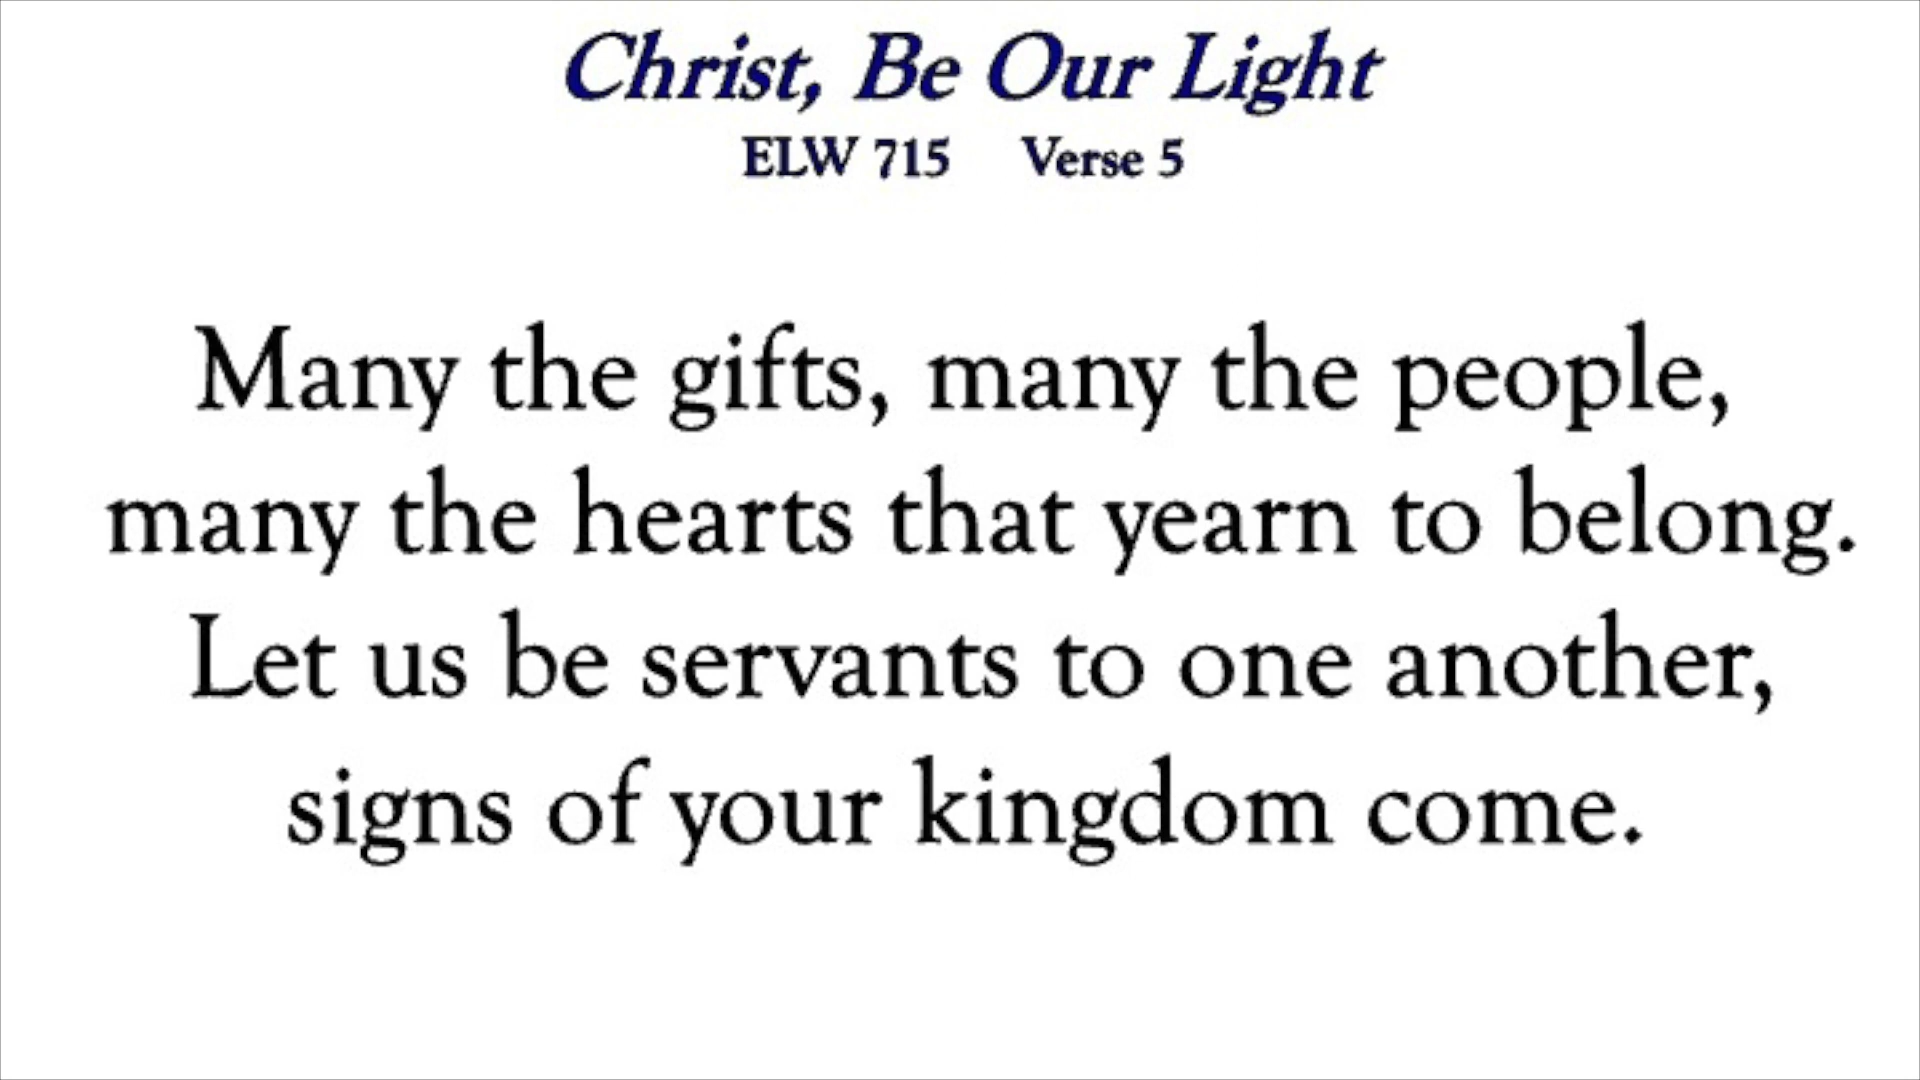 Christ, Be Our Light
ELW 715 Verse 5
Many the gifts, many the people,
many the hearts that yearn to belong.
Let us be servants to one another,
signs of your kingdom come.